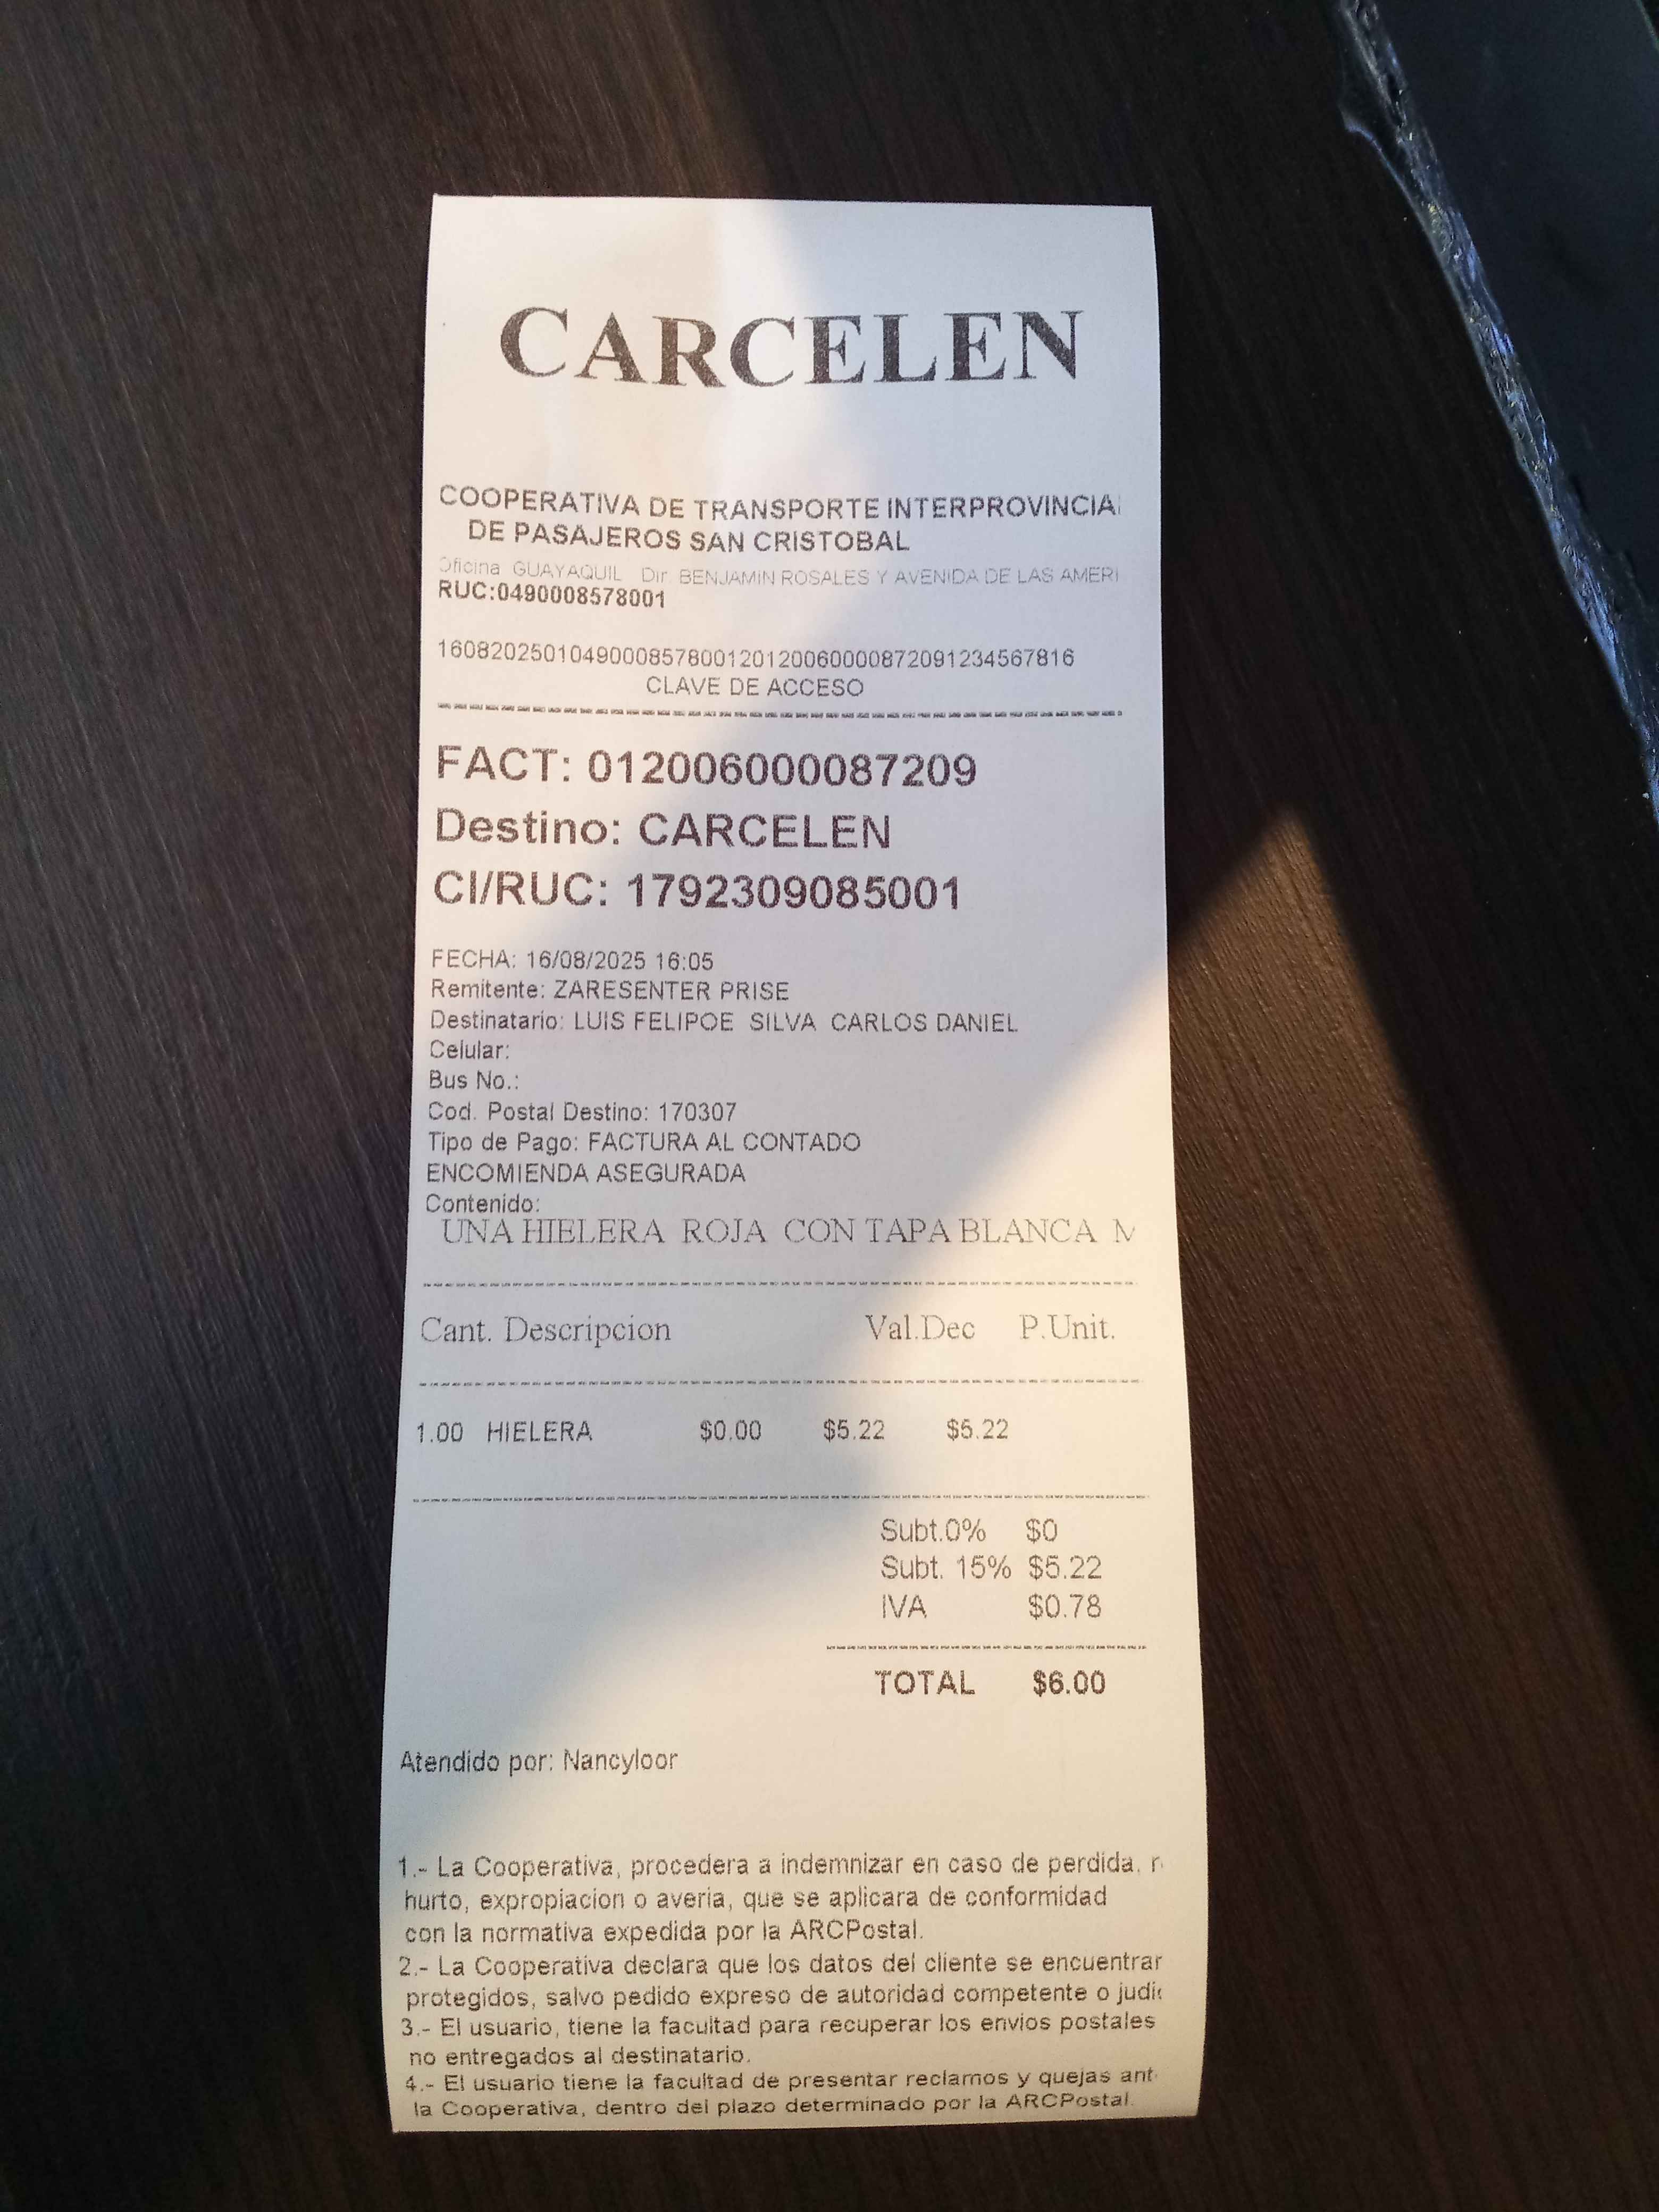 CARCELEN
COOPERATIVA DE TRANSPORTE INTERPROVINCIA
DE PASAJEROS SAN CRISTOBAL
Oficina GUAYAQUIL Dir BENJAMIN ROSALES Y AVENIDA DE LAS AMERI
RUC:0490008578001
1608202501049000857800120120060000872091234567816
CLAVE DE ACCESO
FACT: 012006000087209
Destino: CARCELEN
CI/RUC: 1792309085001
FECHA: 16/08/2025 16:05
Remitente: ZARESENTER PRISE
Destinatario: LUIS FELIPOE SILVA CARLOS DANIEL
Celular:
Bus No.:
Cod. Postal Destino: 170307
Tipo de Pago: FACTURA AL CONTADO
ENCOMIENDA ASEGURADA
Contenido:
UNA HIELERA ROJA CON TAPA BLANCA M
Cant. Descripcion Val.Dec P.Unit.
1.00 HIELERA $0.00 $5.22 $5.22
Subt.0% $0
Subt. 15% $5.22
IVA $0.78
TOTAL $6.00
Atendido por: Nancyloor
1.- La Cooperativa, procedera a indemnizar en caso de perdida, r
hurto, expropiacion o averia, que se aplicara de conformidad
con la normativa expedida por la ARCPostal.
2.- La Cooperativa declara que los datos del cliente se encuentrar
protegidos, salvo pedido expreso de autoridad competente o judic
3.- El usuario, tiene la facultad para recuperar los envios postales
no entregados al destinatario.
4.- El usuario tiene la facultad de presentar reclamos y quejas ant
la Cooperativa, dentro del plazo determinado por la ARCPostal.